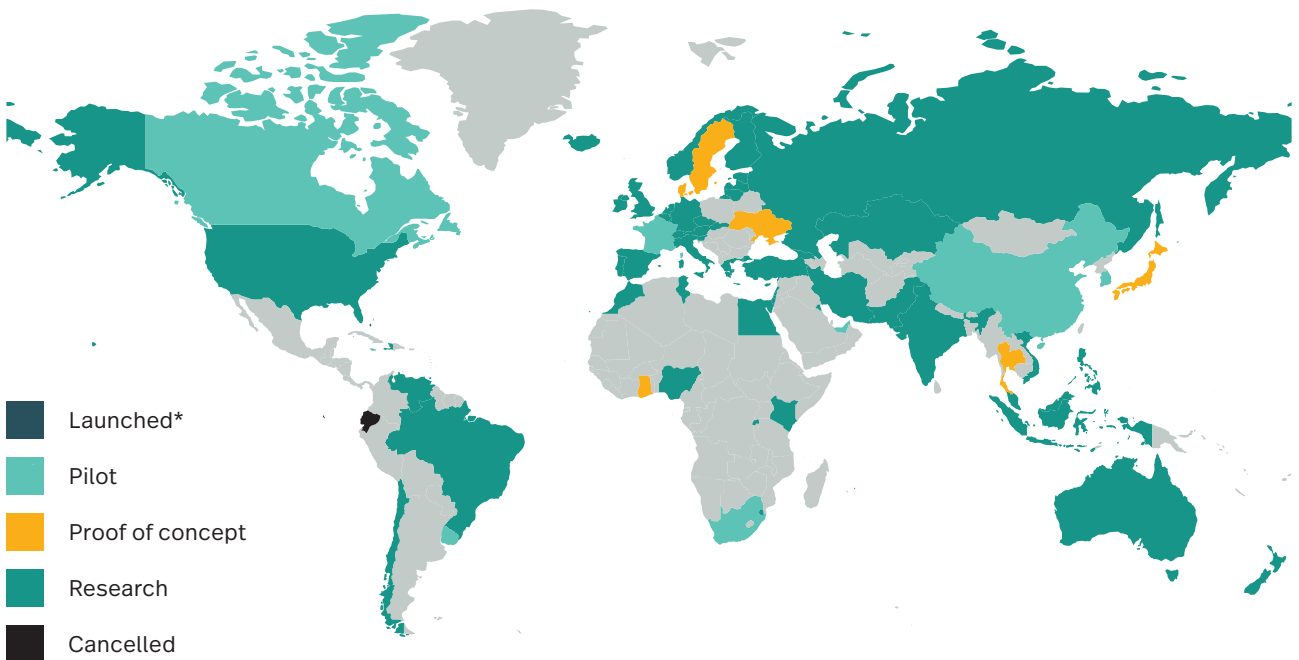 Launched*
Pilot
Proof of concept
Research
Cancelled